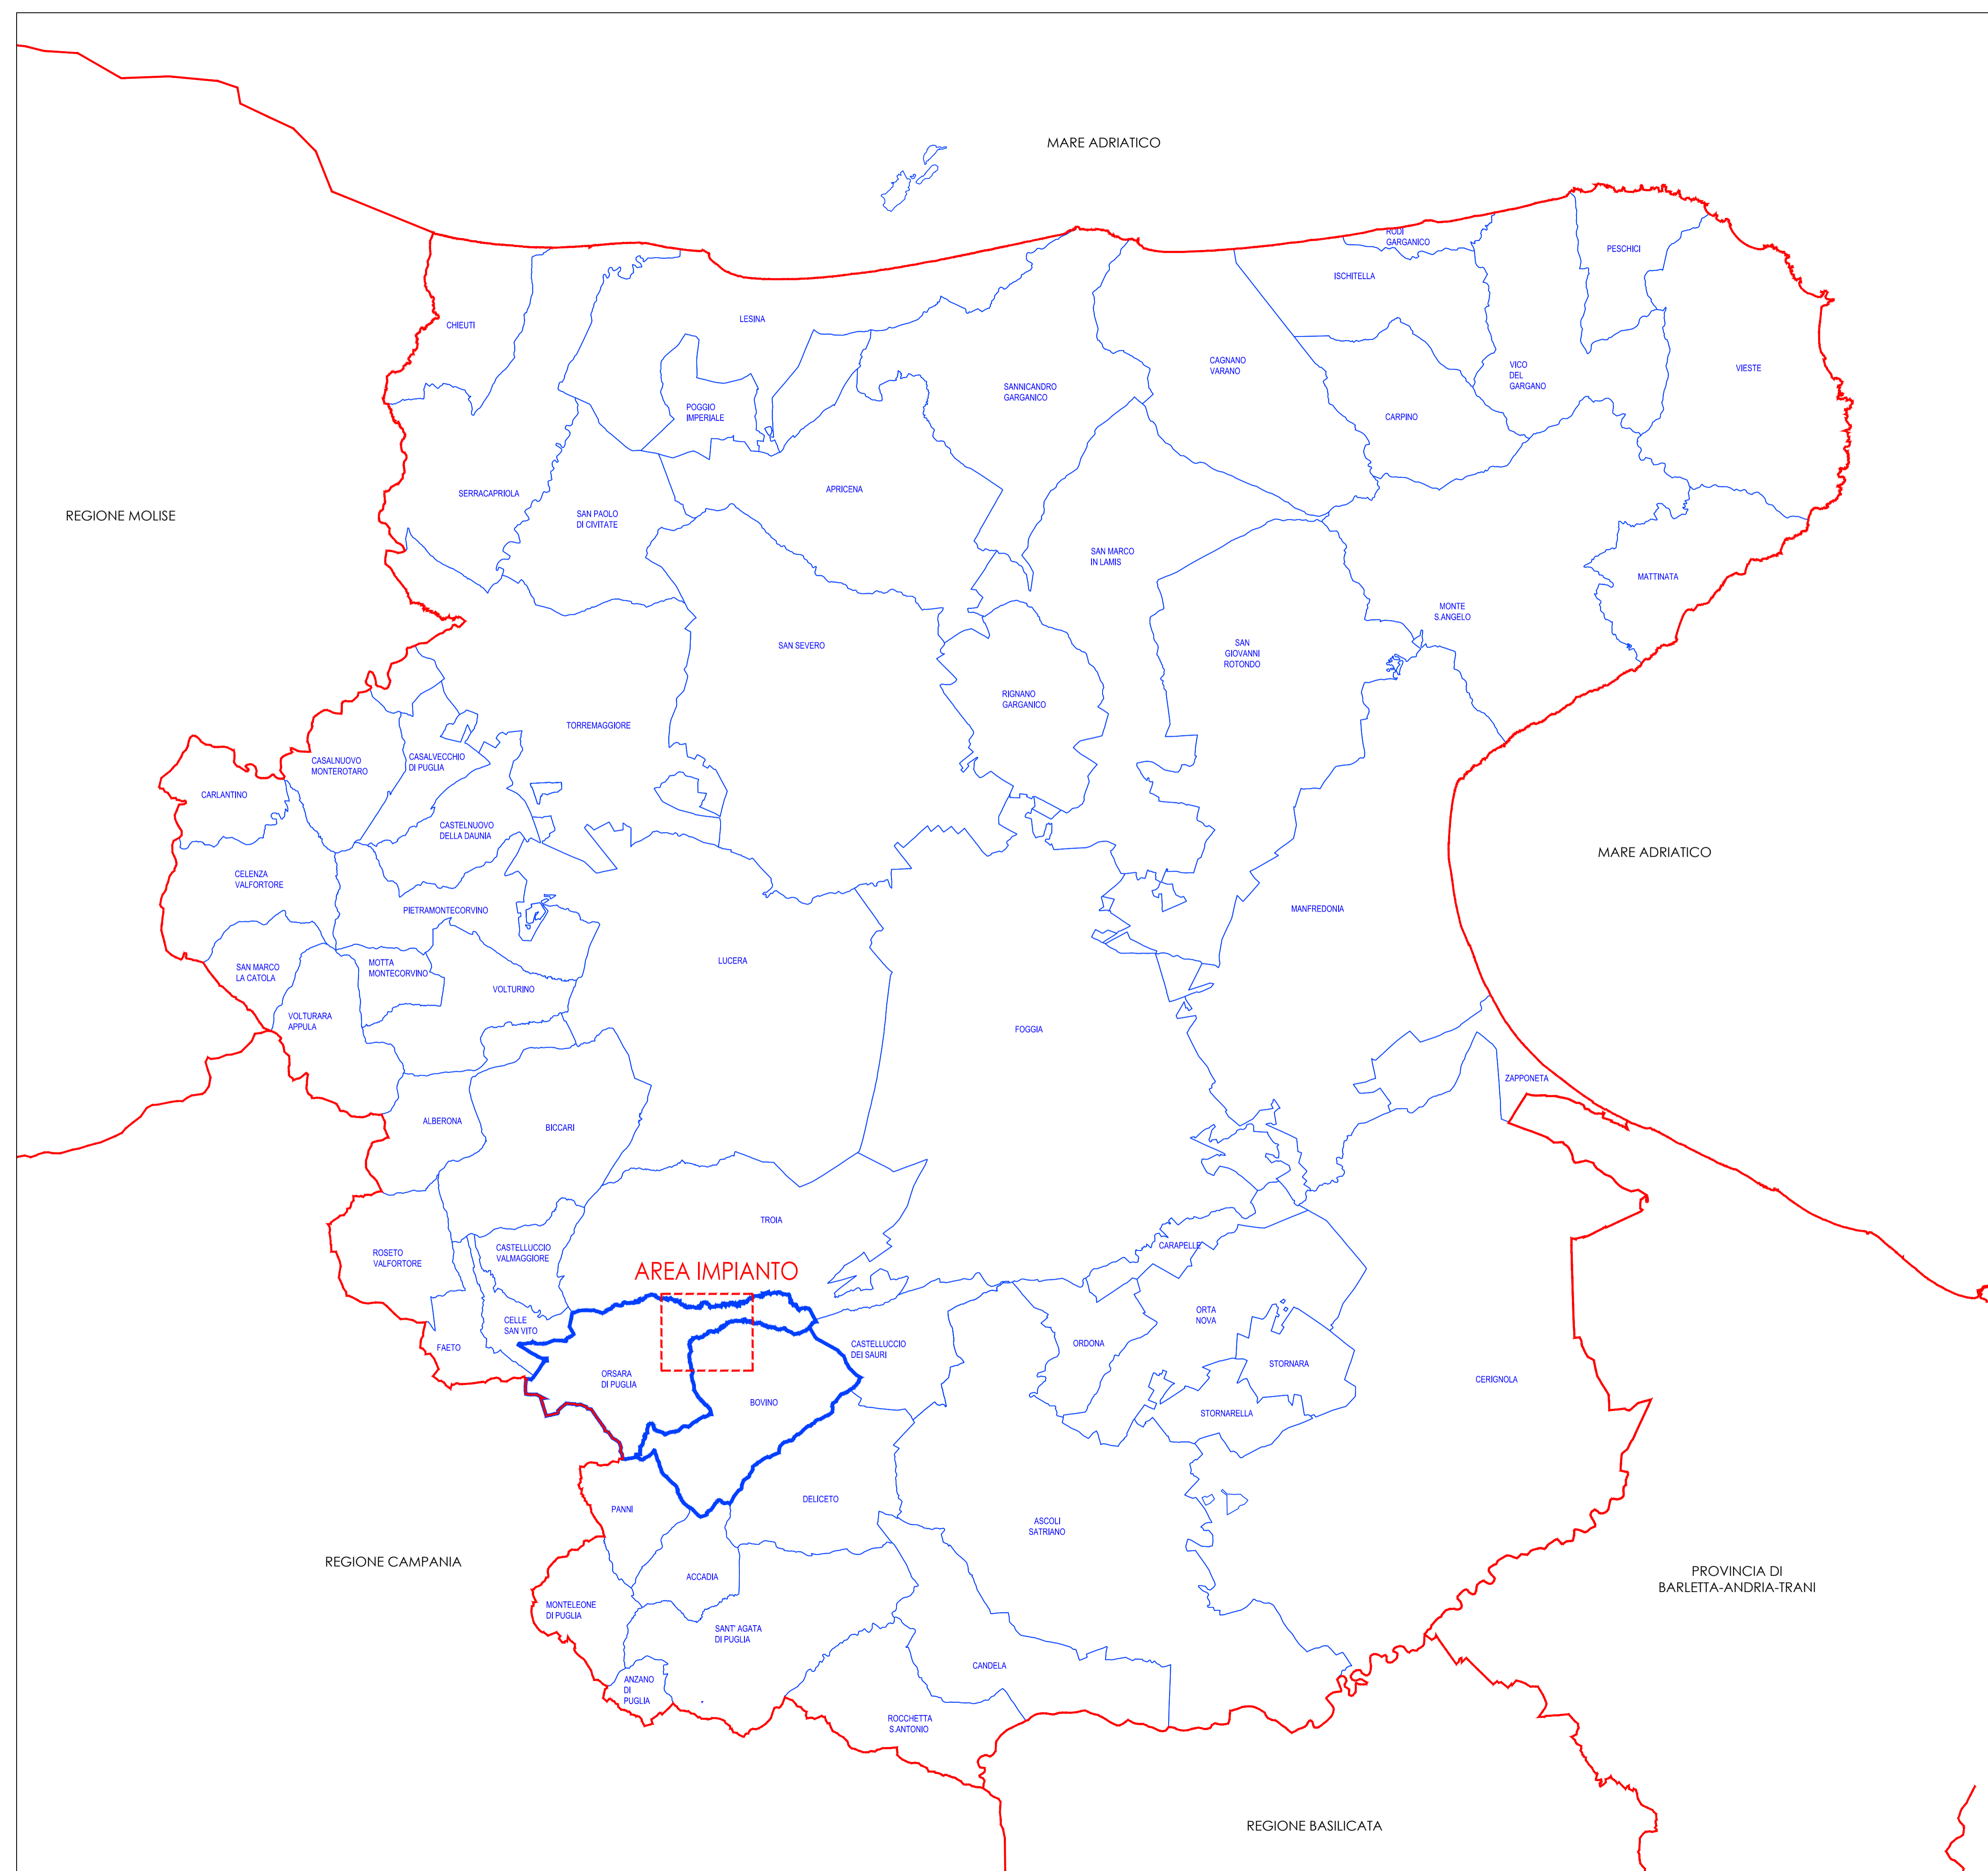 MARE ADRIATICO
RODI
GARGANICO
PESCHICI
ISCHITELLA
LESINA
CHIEUTI
CAGNANO
VARANO
VICO
DEL
GARGANO
VIESTE
SANNICANDRO
GARGANICO
POGGIO
IMPERIALE
CARPINO
APRICENA
SERRACAPRIOLA
SAN PAOLO
DI CIVITATE
REGIONE MOLISE
SAN MARCO
IN LAMIS
MATTINATA
MONTE
S.ANGELO
SAN SEVERO
SAN
GIOVANNI
ROTONDO
RIGNANO
GARGANICO
TORREMAGGIORE
CASALNUOVO
MONTEROTARO
CASALVECCHIO
DI PUGLIA
CARLANTINO
CASTELNUOVO
DELLA DAUNIA
MARE ADRIATICO
CELENZA
VALFORTORE
PIETRAMONTECORVINO
MANFREDONIA
SAN MARCO
LA CATOLA
MOTTA
MONTECORVINO
LUCERA
VOLTURINO
VOLTURARA
APPULA
FOGGIA
ZAPPONETA
ALBERONA
BICCARI
TROIA
ROSETO
VALFORTORE
CASTELLUCCIO
VALMAGGIORE
CARAPELLE
AREA IMPIANTO
ORTA
NOVA
CELLE
SAN VITO
FAETO
CASTELLUCCIO
DEI SAURI
ORDONA
STORNARA
ORSARA
DI PUGLIA
CERIGNOLA
BOVINO
STORNARELLA
DELICETO
PANNI
ASCOLI
SATRIANO
REGIONE CAMPANIA
ACCADIA
PROVINCIA DI
BARLETTA-ANDRIA-TRANI
MONTELEONE
DI PUGLIA
SANT' AGATA
DI PUGLIA
CANDELA
ANZANO
DI
PUGLIA
ROCCHETTA
S.ANTONIO
REGIONE BASILICATA